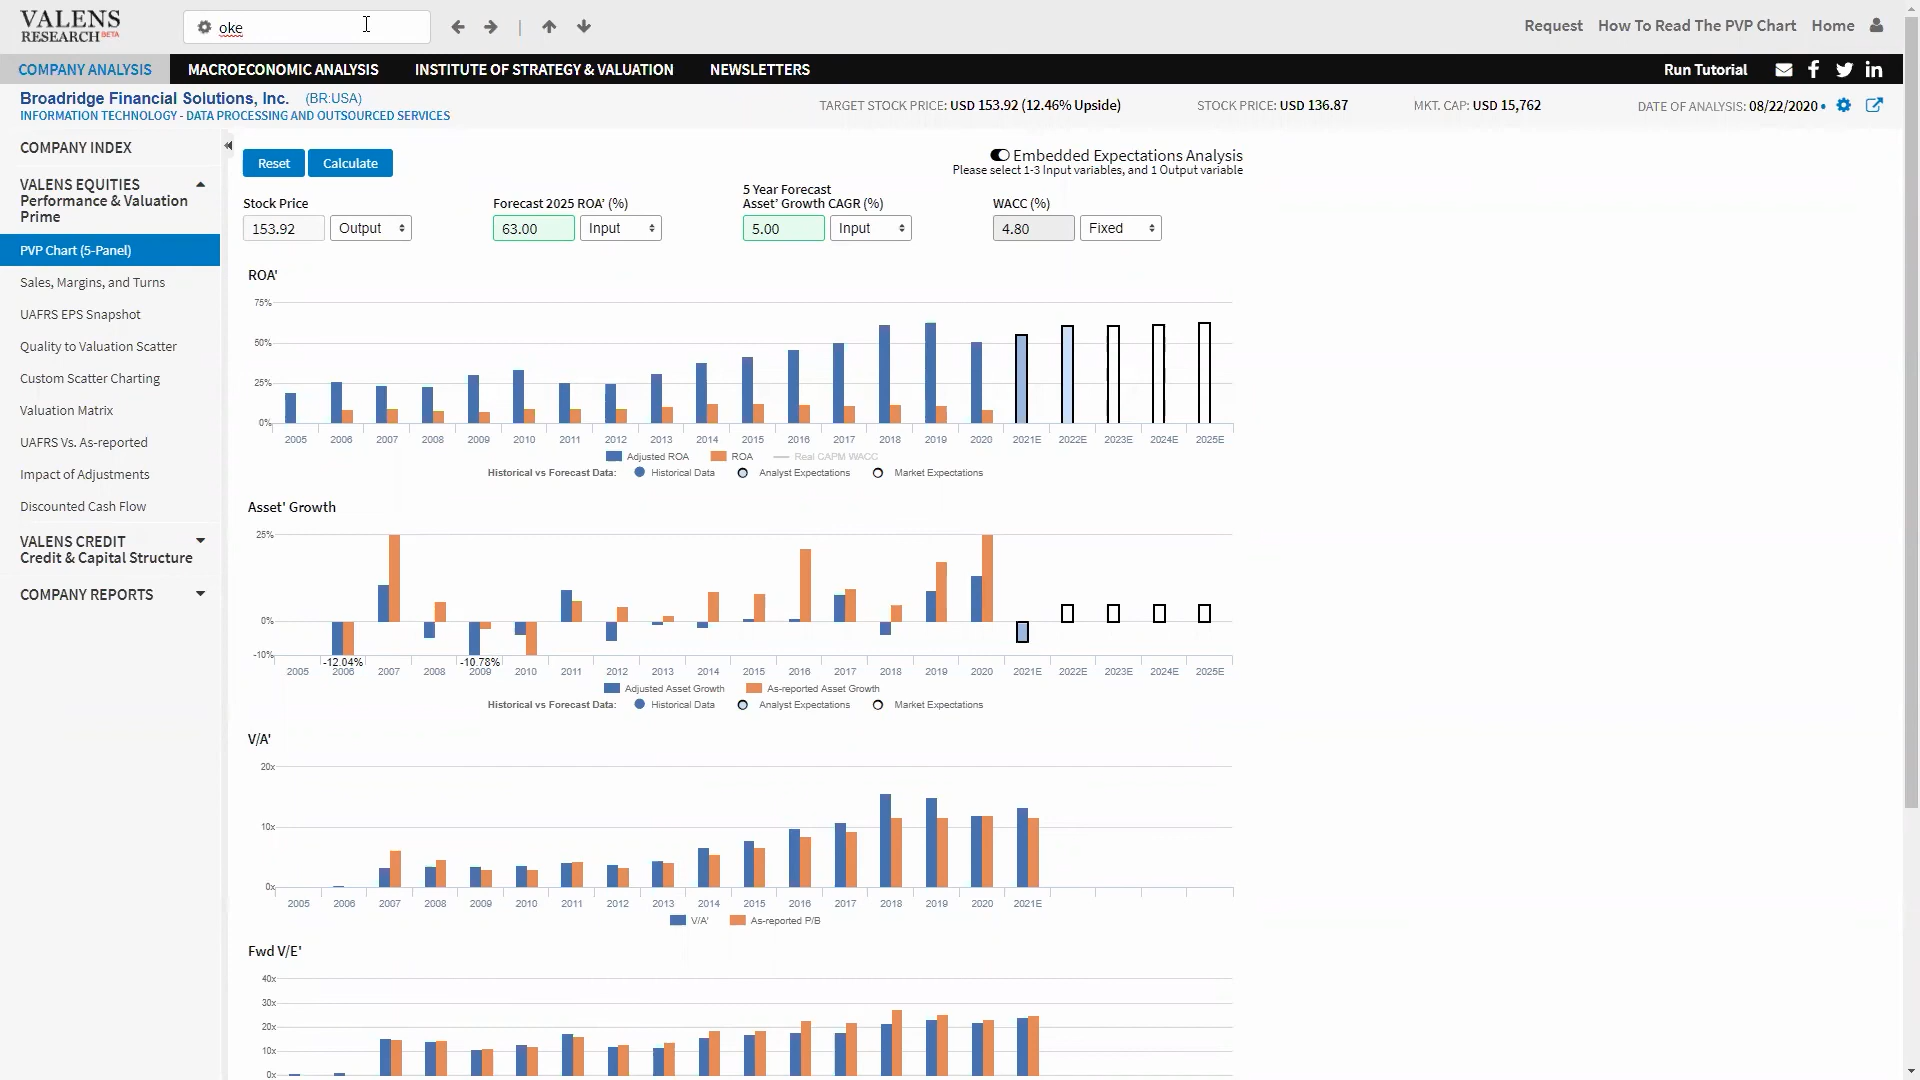 VALENS
RESEARCH BETA
oke
Request How To Read The PVP Chart Home
COMPANY ANALYSIS MACROECONOMIC ANALYSIS INSTITUTE OF STRATEGY & VALUATION NEWSLETTERS Run Tutorial
Broadridge Financial Solutions, Inc. (BR:USA)
INFORMATION TECHNOLOGY - DATA PROCESSING AND OUTSOURCED SERVICES
TARGET STOCK PRICE: USD 153.92 (12.46% Upside) STOCK PRICE: USD 136.87 MKT. CAP: USD 15,762 DATE OF ANALYSIS: 08/22/2020
COMPANY INDEX
VALENS EQUITIES
Performance & Valuation
Prime
PVP Chart (5-Panel)
Sales, Margins, and Turns
UAFRS EPS Snapshot
Quality to Valuation Scatter
Custom Scatter Charting
Valuation Matrix
UAFRS Vs. As-reported
Impact of Adjustments
Discounted Cash Flow
VALENS CREDIT
Credit & Capital Structure
COMPANY REPORTS
Reset Calculate
Embedded Expectations Analysis
Please select 1-3 Input variables, and 1 Output variable
Stock Price
153.92 Output
Forecast 2025 ROA' (%)
63.00 Input
5 Year Forecast
Asset' Growth CAGR (%)
5.00 Input
WACC (%)
4.80 Fixed
ROA'
75%
50%
25%
0%
2005 2006 2007 2008 2009 2010 2011 2012 2013 2014 2015 2016 2017 2018 2019 2020 2021E 2022E 2023E 2024E 2025E
Adjusted ROA ROA Real CAPM WACC
Historical vs Forecast Data: Historical Data Analyst Expectations Market Expectations
Asset' Growth
25%
0%
-10%
-12.04% -10.78%
2005 2006 2007 2008 2009 2010 2011 2012 2013 2014 2015 2016 2017 2018 2019 2020 2021E 2022E 2023E 2024E 2025E
Adjusted Asset Growth As-reported Asset Growth
Historical vs Forecast Data: Historical Data Analyst Expectations Market Expectations
V/A'
20x
10x
0x
2005 2006 2007 2008 2009 2010 2011 2012 2013 2014 2015 2016 2017 2018 2019 2020 2021E
V/A' As-reported P/B
Fwd V/E'
40x
30x
20x
10x
0x